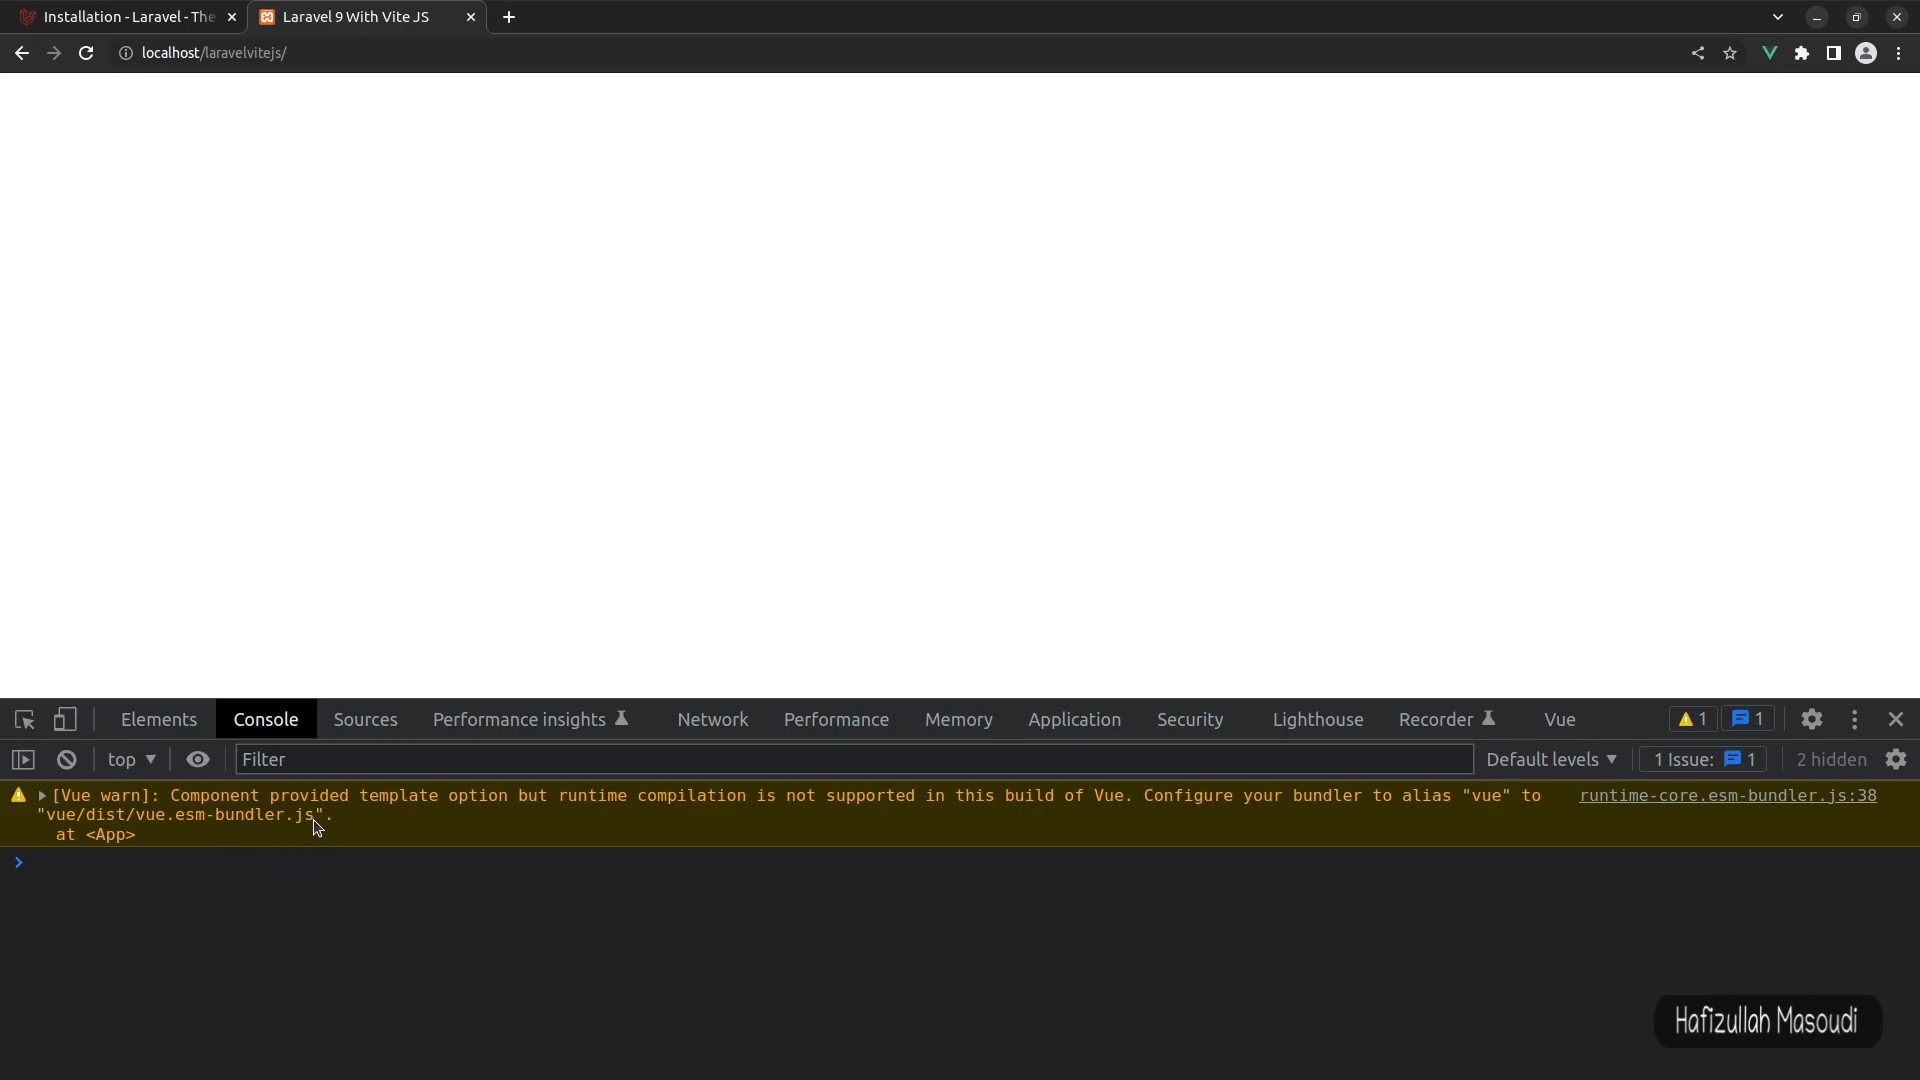 Installation - Laravel - The
Laravel 9 With Vite JS
localhost/laravelvitejs/
Elements
Console
Sources
Performance insights
Network
Performance
Memory
Application
Security
Lighthouse
Recorder
Vue
1
1
top
Filter
Default levels
1 Issue:
1
2 hidden
[Vue warn]: Component provided template option but runtime compilation is not supported in this build of Vue. Configure your bundler to alias "vue" to
"vue/dist/vue.esm-bundler.js".
at <App>
runtime-core.esm-bundler.js:38
Hafizullah Masoudi